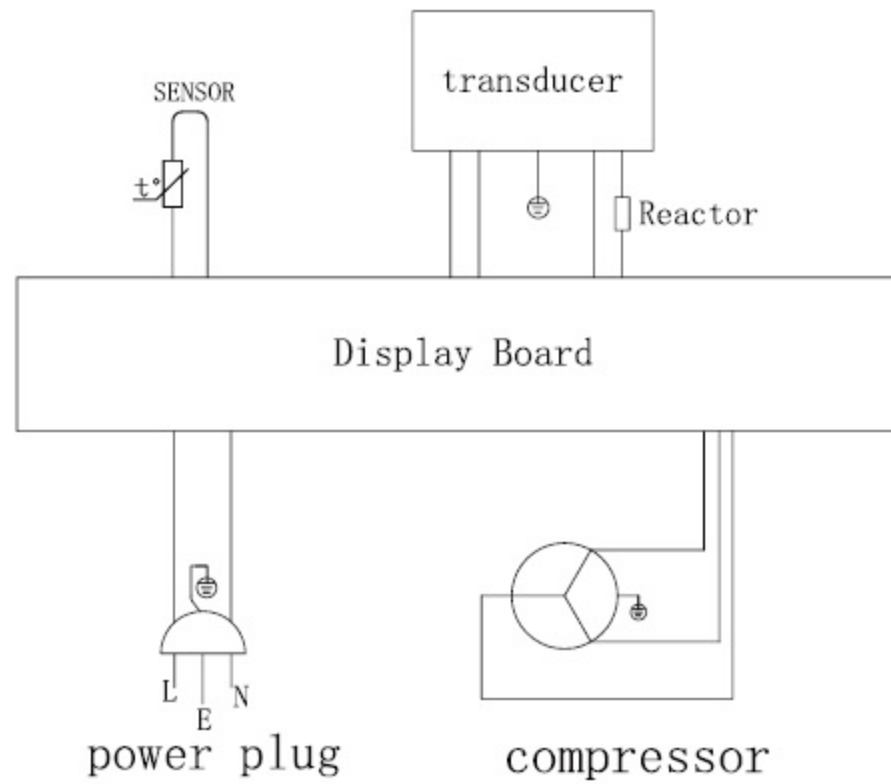 transducer
SENSOR
t°
Reactor
Display Board
L
N
E
power plug
compressor